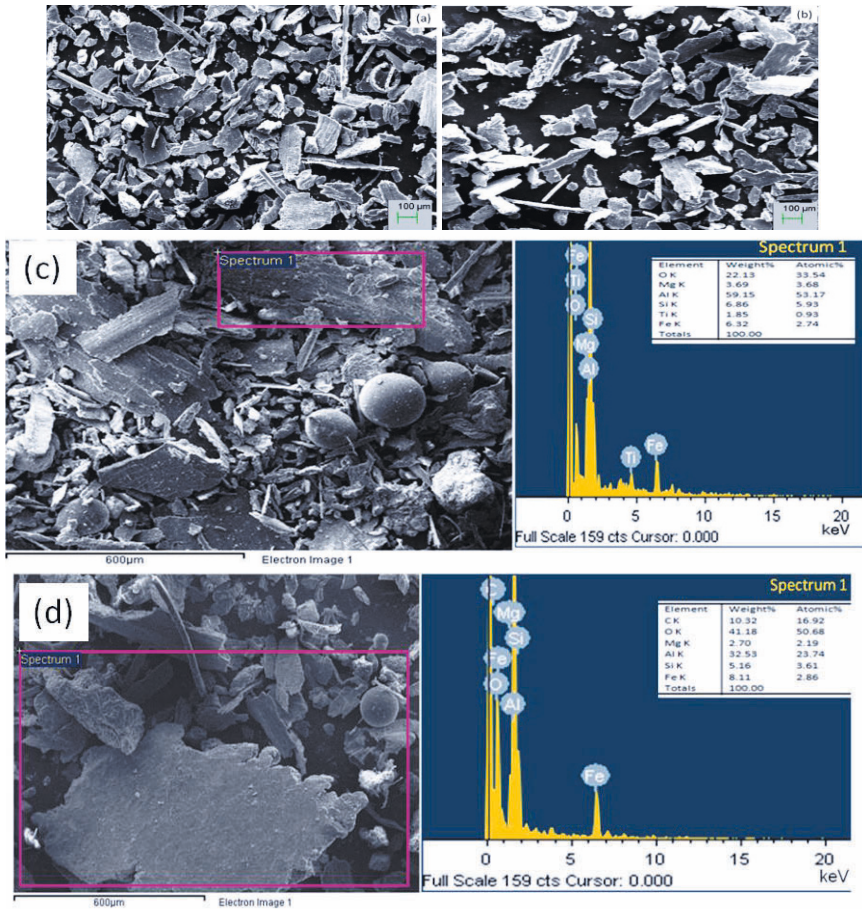 (a)
100 µm
(b)
100 µm
(c)
Spectrum 1
600µm
Electron Image 1
Spectrum 1
Element Weight% Atomic%
O K 22.13 33.54
Mg K 3.69 3.68
Al K 59.15 53.17
Si K 6.86 5.93
Ti K 1.85 0.93
Fe K 6.32 2.74
Totals 100.00
Fe
Ti
O
Si
Mg
Al
Ti
Fe
0 5 10 15 20
keV
Full Scale 159 cts Cursor: 0.000
(d)
Spectrum 1
600µm
Electron Image 1
Spectrum 1
Element Weight% Atomic%
C K 10.32 16.92
O K 41.18 50.68
Mg K 2.70 2.19
Al K 32.53 23.74
Si K 5.16 3.61
Fe K 8.11 2.86
Totals 100.00
C
Mg
Si
Fe
O
Al
Fe
0 5 10 15 20
keV
Full Scale 159 cts Cursor: 0.000